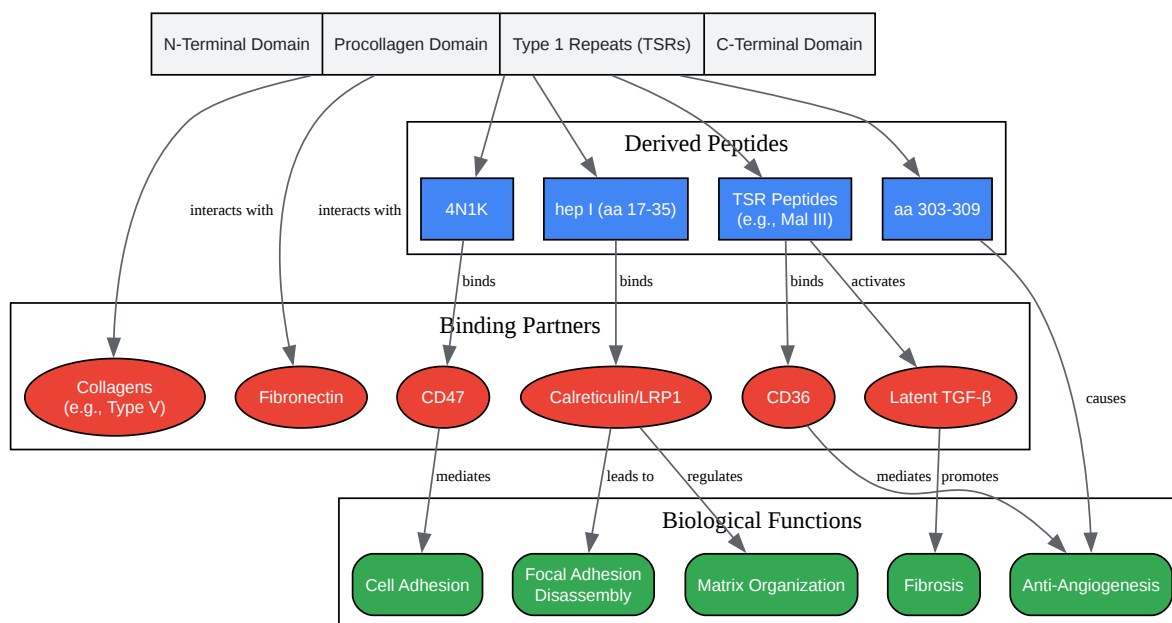 N-Terminal Domain
Procollagen Domain
Type 1 Repeats (TSRs)
C-Terminal Domain
Derived Peptides
4N1K
hep I (aa 17-35)
TSR Peptides
(e.g., Mal III)
aa 303-309
interacts with
interacts with
binds
binds
binds
activates
Binding Partners
Collagens
(e.g., Type V)
Fibronectin
CD47
Calreticulin/LRP1
CD36
Latent TGF-β
causes
mediates
leads to
regulates
mediates
promotes
Biological Functions
Cell Adhesion
Focal Adhesion
Disassembly
Matrix Organization
Fibrosis
Anti-Angiogenesis